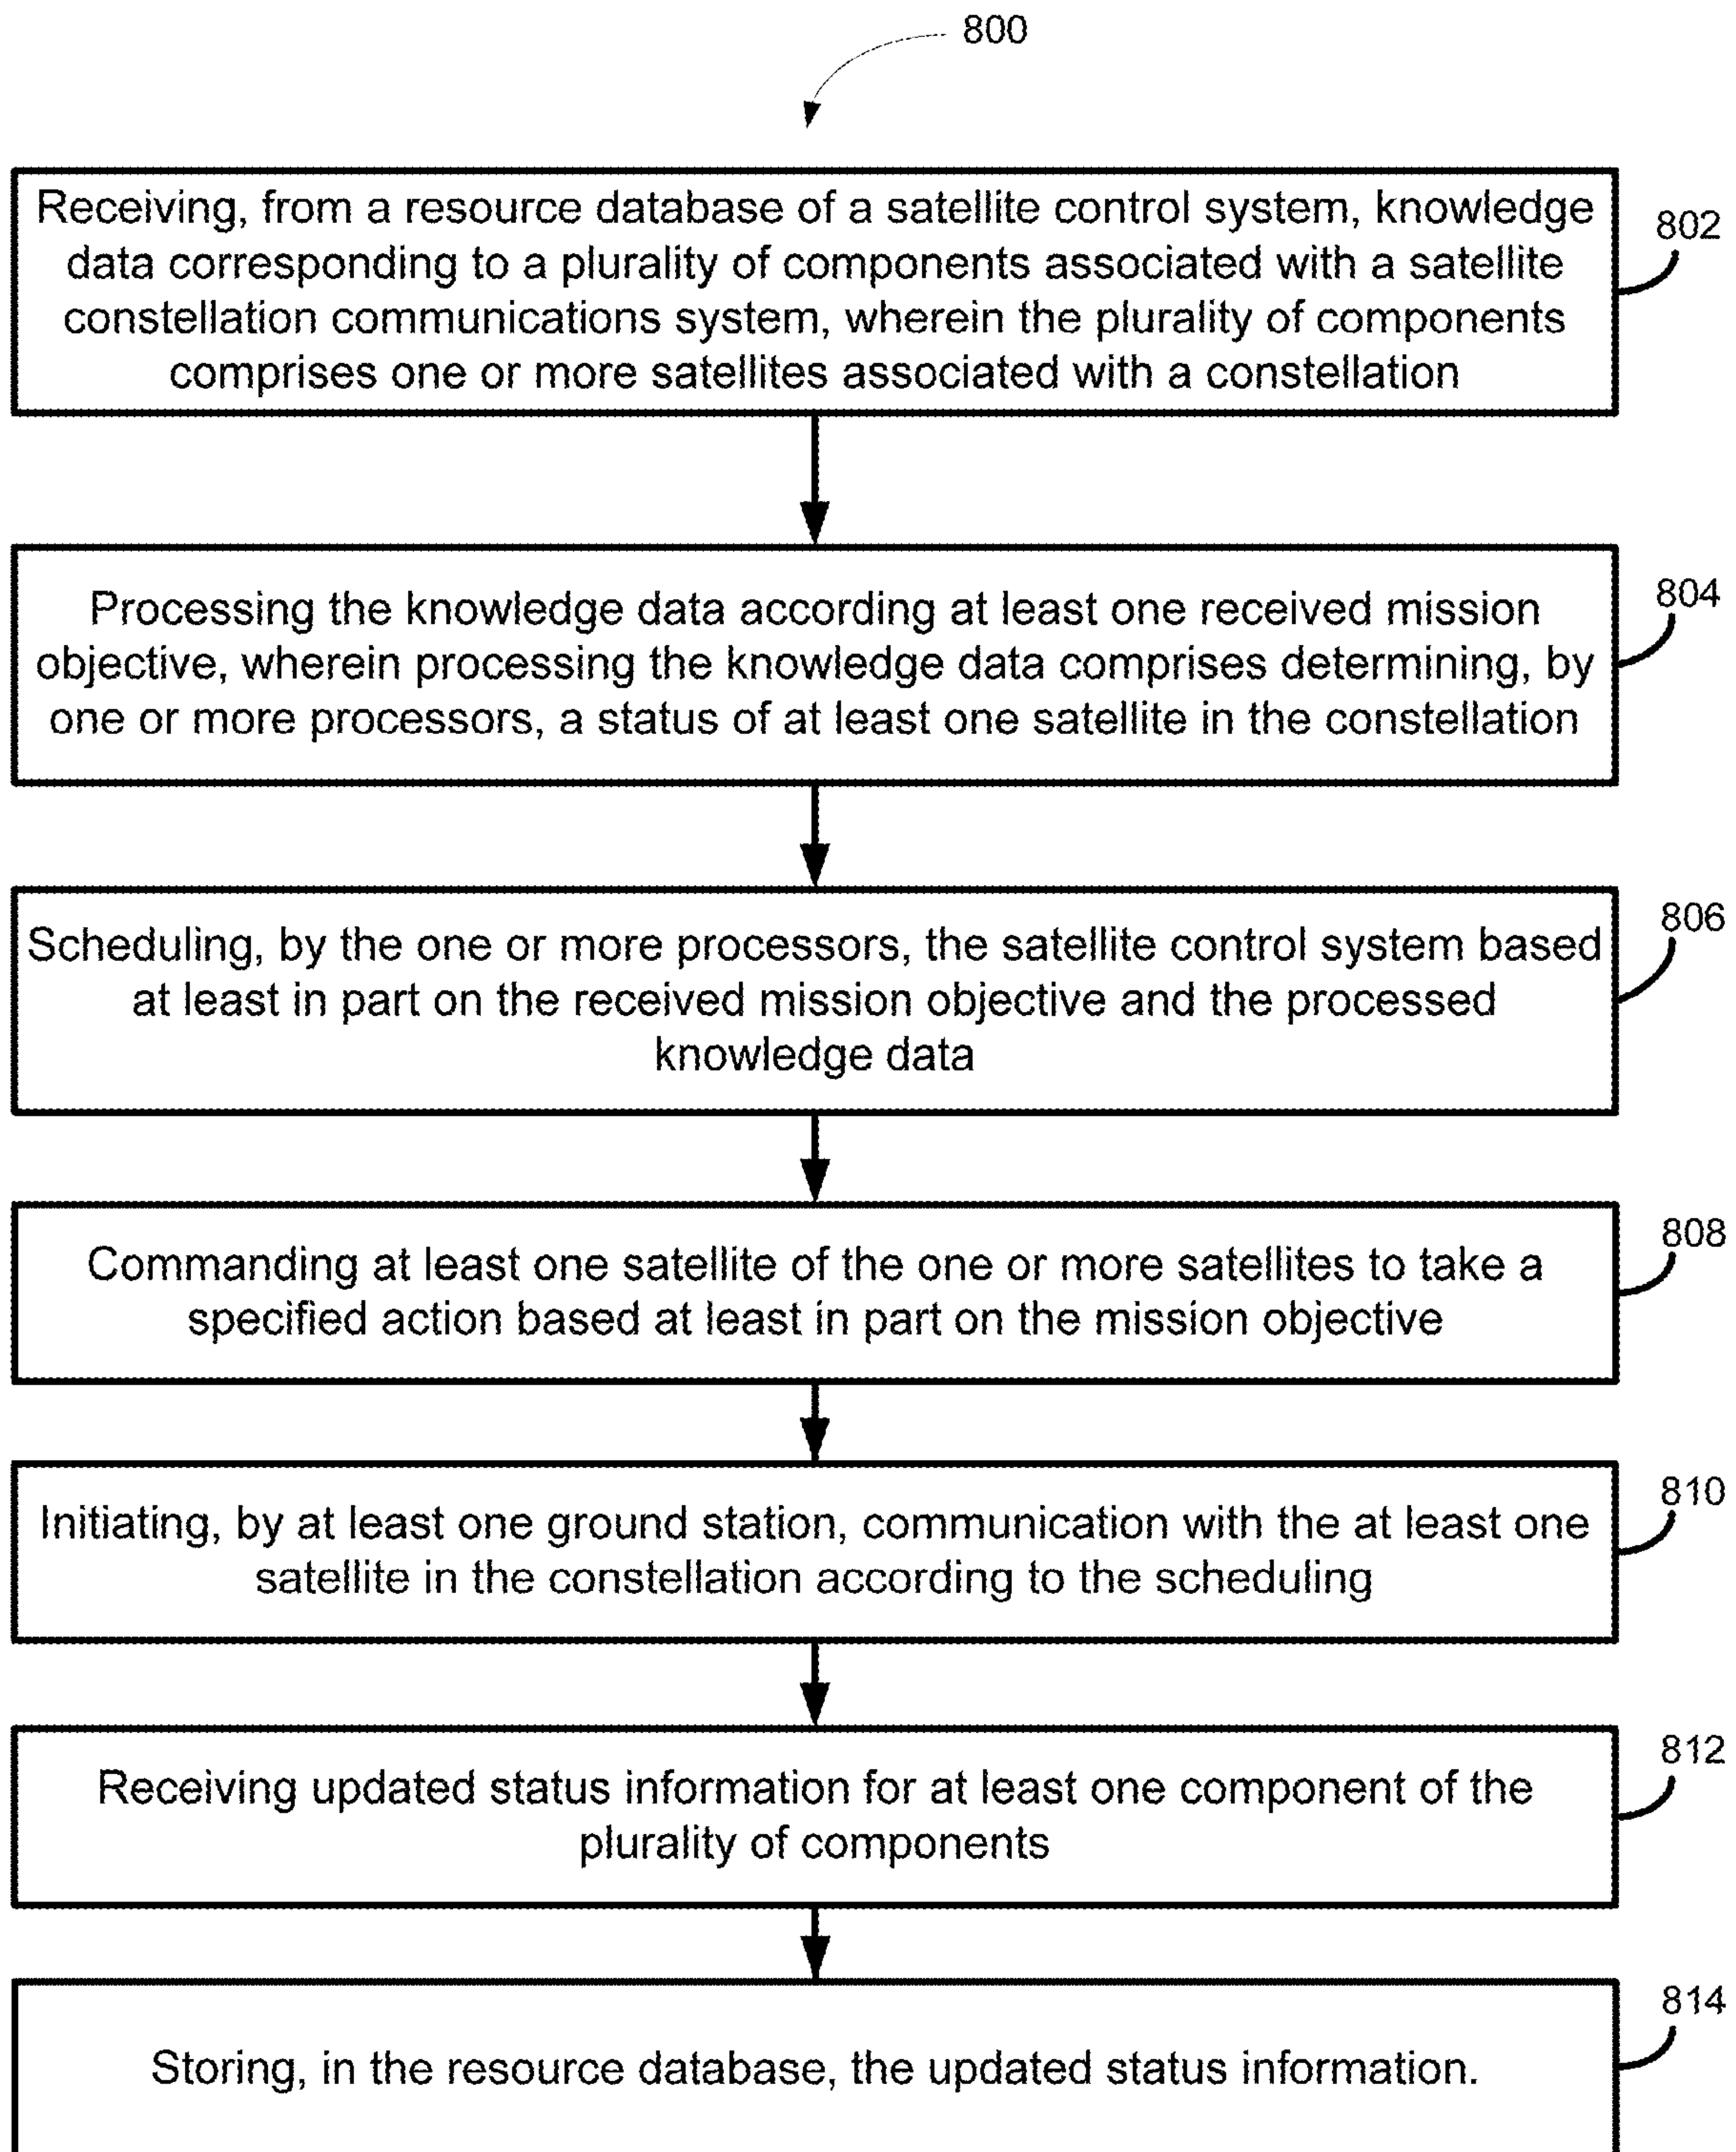 800
Receiving, from a resource database of a satellite control system, knowledge
data corresponding to a plurality of components associated with a satellite
constellation communications system, wherein the plurality of components
comprises one or more satellites associated with a constellation
802
Processing the knowledge data according at least one received mission
objective, wherein processing the knowledge data comprises determining, by
one or more processors, a status of at least one satellite in the constellation
804
Scheduling, by the one or more processors, the satellite control system based
at least in part on the received mission objective and the processed
knowledge data
806
Commanding at least one satellite of the one or more satellites to take a
specified action based at least in part on the mission objective
808
Initiating, by at least one ground station, communication with the at least one
satellite in the constellation according to the scheduling
810
Receiving updated status information for at least one component of the
plurality of components
812
Storing, in the resource database, the updated status information.
814